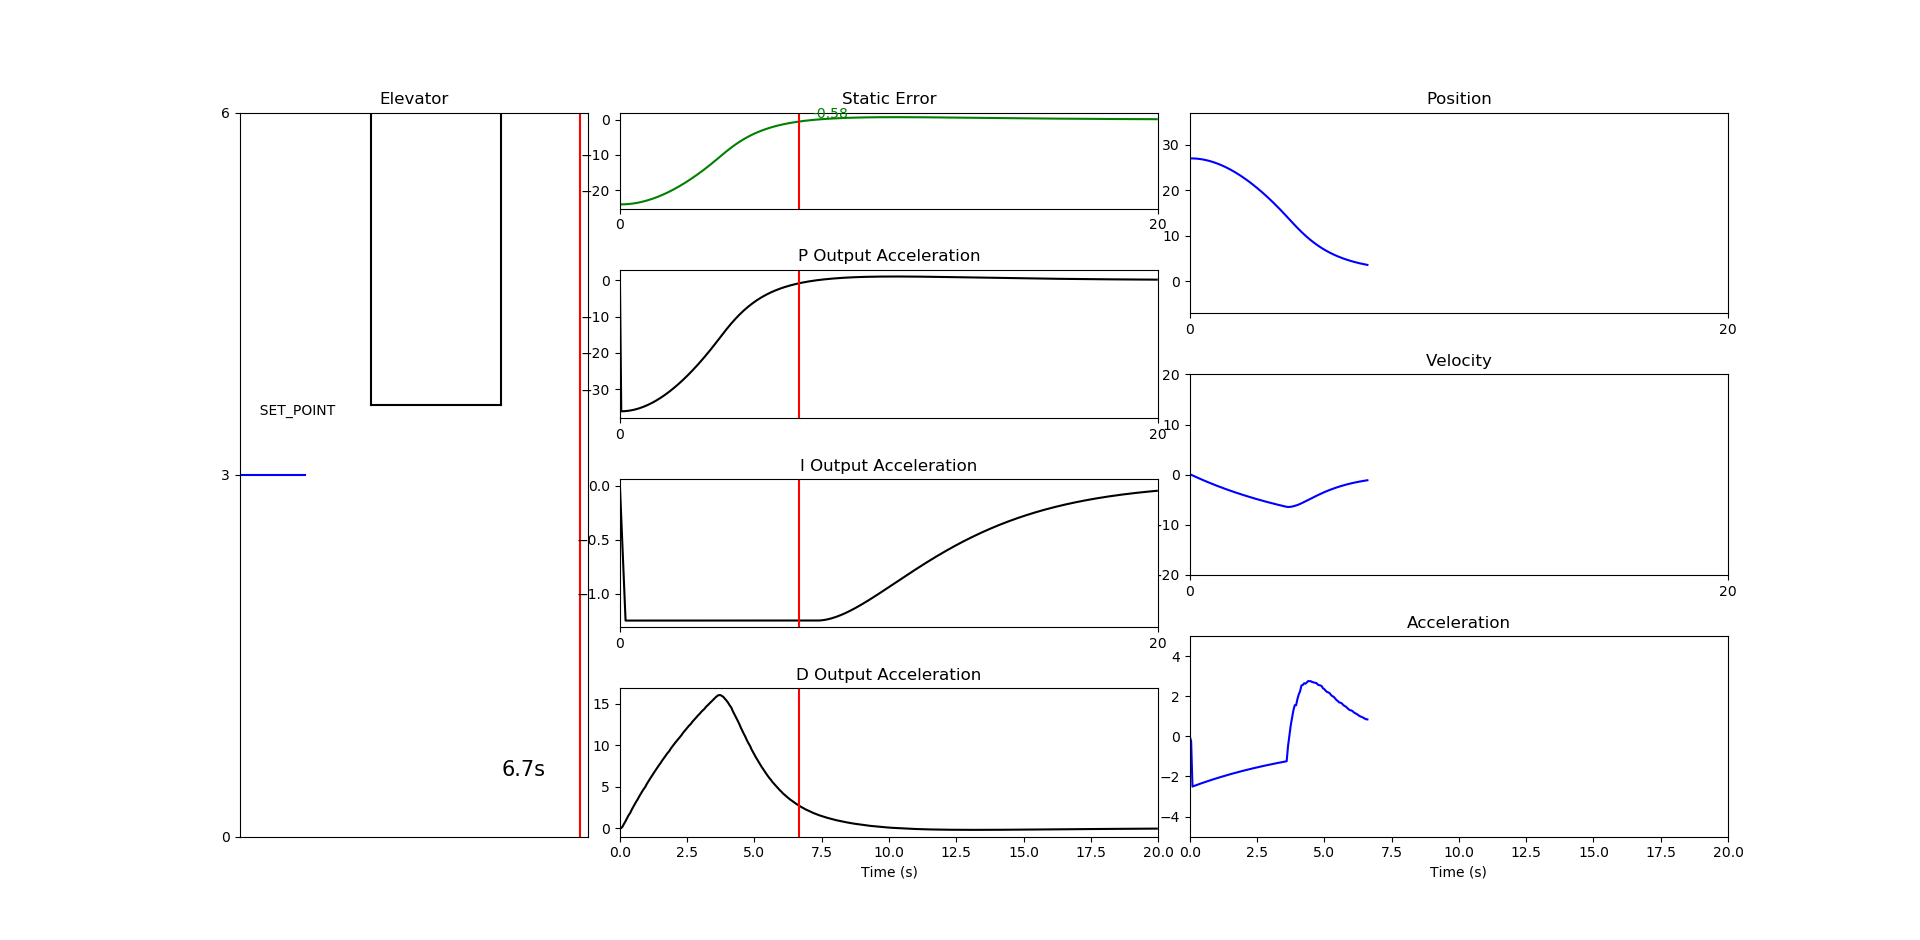 Elevator
6
SET_POINT
3
6.7s
0
Static Error
-0.58
0
−10
−20
0 20
P Output Acceleration
0
−10
−20
−30
0 20
I Output Acceleration
0.0
−0.5
−1.0
0 20
D Output Acceleration
15
10
5
0
0.0 2.5 5.0 7.5 10.0 12.5 15.0 17.5 20.0
Time (s)
Position
30
20
10
0
0 20
Velocity
20
10
0
-10
-20
0 20
Acceleration
4
2
0
−2
−4
0.0 2.5 5.0 7.5 10.0 12.5 15.0 17.5 20.0
Time (s)